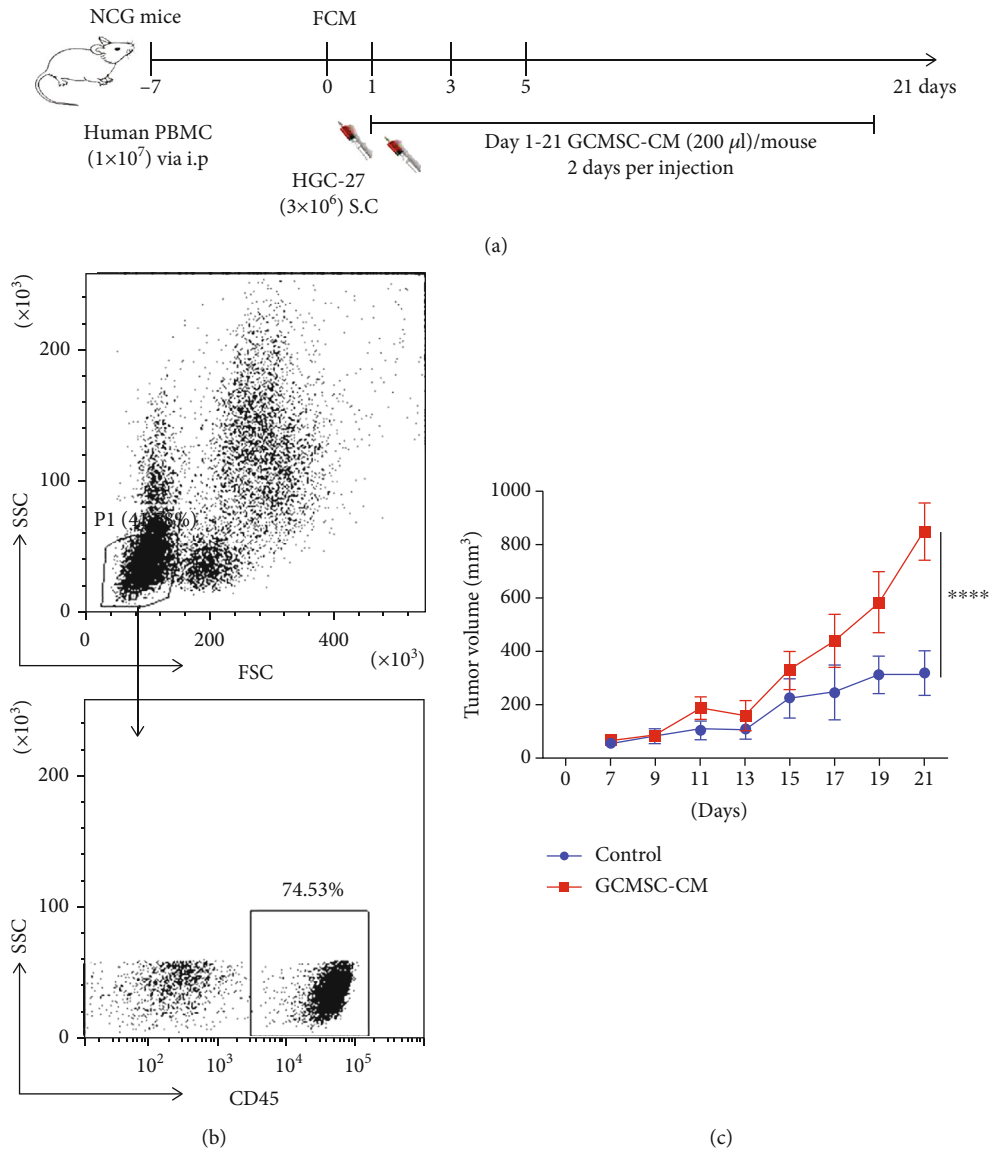 NCG mice
FCM
–7
0
1
3
5
21 days
Human PBMC
(1×10⁷) via i.p
HGC-27
(3×10⁶) S.C
Day 1-21 GCMSC-CM (200 μl)/mouse
2 days per injection
(a)
(×10³)
200
100
0
SSC
0
200
400
(×10³)
FSC
(×10³)
200
100
0
SSC
74.53%
10²
10³
10⁴
10⁵
CD45
(b)
Tumor volume (mm³)
1000
800
600
400
200
0
0
7
9
11
13
15
17
19
21
(Days)
****
Control
GCMSC-CM
(c)